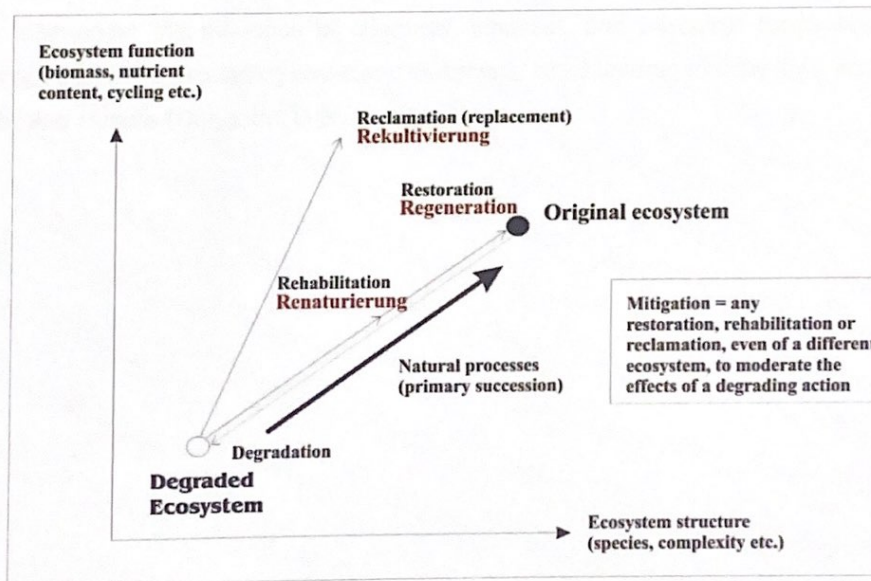 Ecosystem function
(biomass, nutrient
content, cycling etc.)
Reclamation (replacement)
Rekultivierung
Restoration
Regeneration
Original ecosystem
Rehabilitation
Renaturierung
Mitigation = any
restoration, rehabilitation or
reclamation, even of a different
ecosystem, to moderate the
effects of a degrading action
Natural processes
(primary succession)
Degradation
Degraded
Ecosystem
Ecosystem structure
(species, complexity etc.)